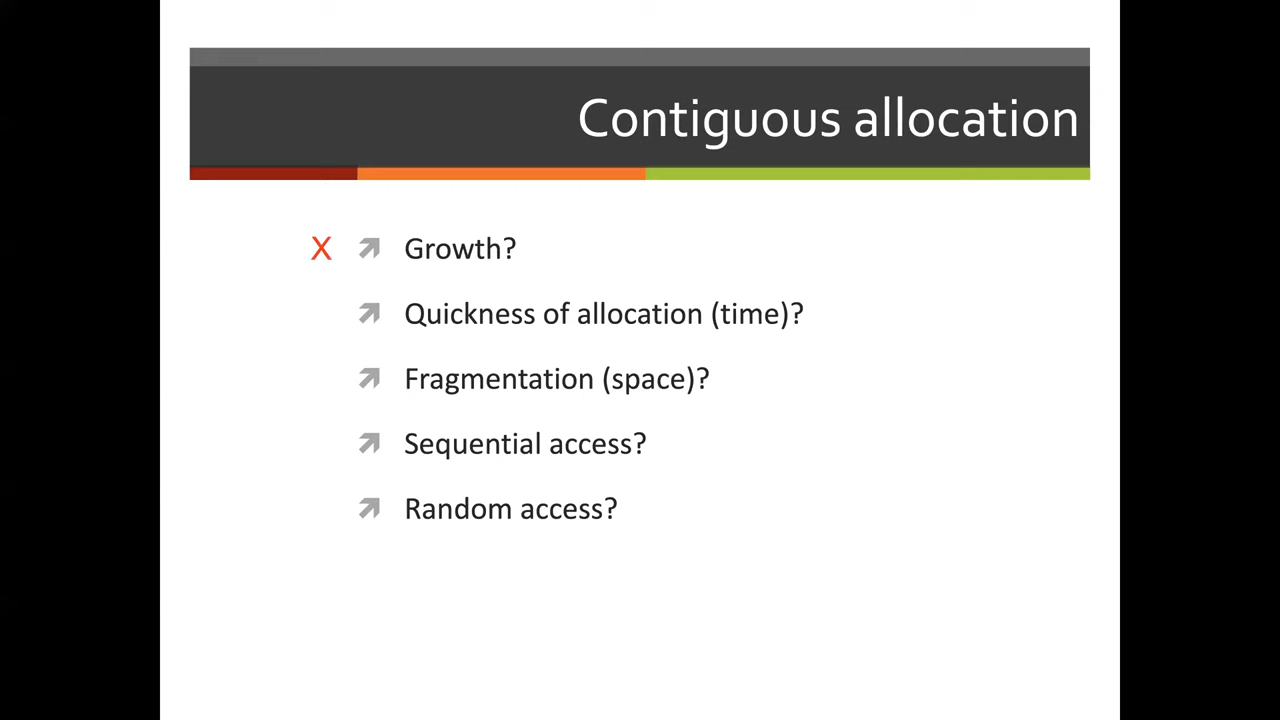 Contiguous allocation
X Growth?
Quickness of allocation (time)?
Fragmentation (space)?
Sequential access?
Random access?